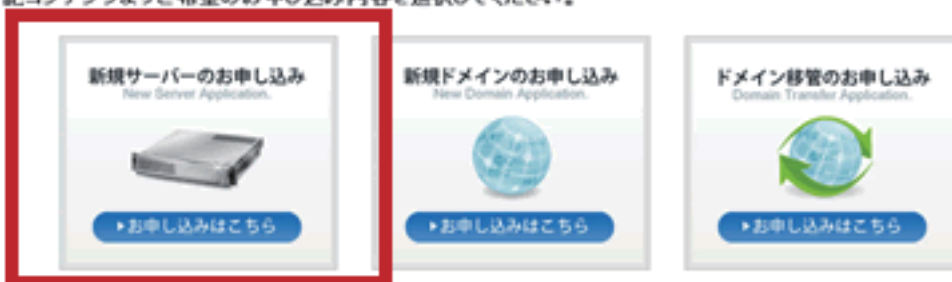 新規サーバーのお申し込み
New Server Application.
▶お申し込みはこちら
新規ドメインのお申し込み
New Domain Application.
▶お申し込みはこちら
ドメイン移管のお申し込み
Domain Transfer Application.
▶お申し込みはこちら